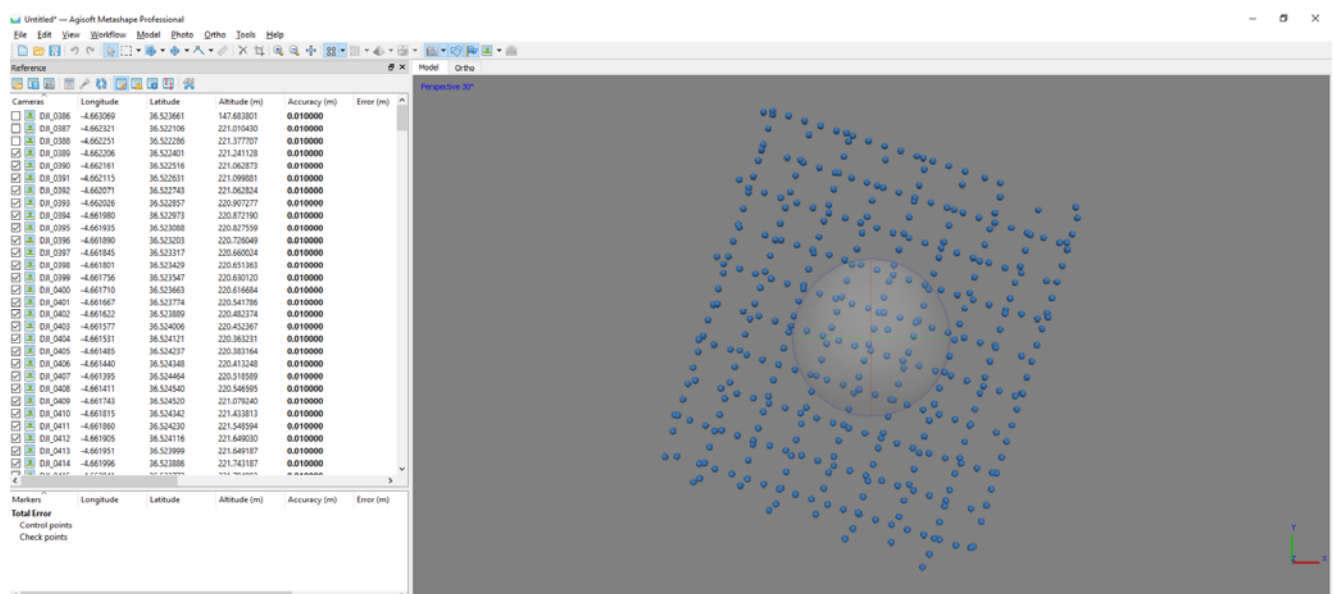 Untitled* — Agisoft Metashape Professional
File Edit View Workflow Model Photo Ortho Tools Help
Reference
Model Ortho
Perspective 30°
Cameras Longitude Latitude Altitude (m) Accuracy (m) Error (m)
DJI_0386 -4.663069 36.523661 147.683801 0.010000
DJI_0387 -4.662321 36.522106 221.010430 0.010000
DJI_0388 -4.662251 36.522286 221.377707 0.010000
DJI_0389 -4.662206 36.522401 221.241128 0.010000
DJI_0390 -4.662161 36.522516 221.062873 0.010000
DJI_0391 -4.662115 36.522631 221.099881 0.010000
DJI_0392 -4.662071 36.522743 221.062824 0.010000
DJI_0393 -4.662026 36.522857 220.907277 0.010000
DJI_0394 -4.661980 36.522973 220.872190 0.010000
DJI_0395 -4.661935 36.523088 220.827559 0.010000
DJI_0396 -4.661890 36.523203 220.726049 0.010000
DJI_0397 -4.661845 36.523317 220.660024 0.010000
DJI_0398 -4.661801 36.523429 220.651363 0.010000
DJI_0399 -4.661756 36.523547 220.630120 0.010000
DJI_0400 -4.661710 36.523663 220.616684 0.010000
DJI_0401 -4.661667 36.523774 220.541786 0.010000
DJI_0402 -4.661622 36.523889 220.482374 0.010000
DJI_0403 -4.661577 36.524006 220.452367 0.010000
DJI_0404 -4.661531 36.524121 220.363231 0.010000
DJI_0405 -4.661485 36.524237 220.383164 0.010000
DJI_0406 -4.661440 36.524348 220.413248 0.010000
DJI_0407 -4.661395 36.524464 220.518589 0.010000
DJI_0408 -4.661411 36.524540 220.546595 0.010000
DJI_0409 -4.661743 36.524520 221.079240 0.010000
DJI_0410 -4.661815 36.524342 221.433813 0.010000
DJI_0411 -4.661860 36.524230 221.548594 0.010000
DJI_0412 -4.661905 36.524116 221.649030 0.010000
DJI_0413 -4.661951 36.523999 221.649187 0.010000
DJI_0414 -4.661996 36.523886 221.743187 0.010000
Markers Longitude Latitude Altitude (m) Accuracy (m) Error (m)
Total Error
Control points
Check points
Y
Z
X